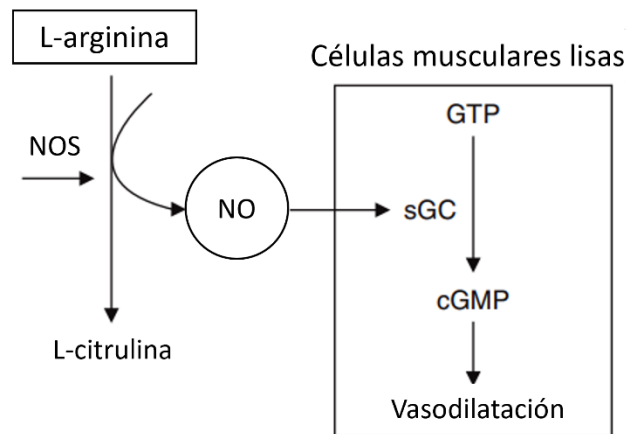 L-arginina
Células musculares lisas
GTP
NOS
NO
sGC
cGMP
L-citrulina
Vasodilatación